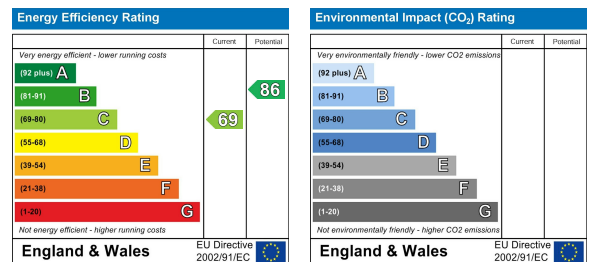 Energy Efficiency Rating
Current
Potential
Very energy efficient - lower running costs
(92 plus) A
(81-91) B
(69-80) C
(55-68) D
(39-54) E
(21-38) F
(1-20) G
69
86
Not energy efficient - higher running costs
England & Wales
EU Directive
2002/91/EC
Environmental Impact (CO₂) Rating
Current
Potential
Very environmentally friendly - lower CO2 emissions
(92 plus) A
(81-91) B
(69-80) C
(55-68) D
(39-54) E
(21-38) F
(1-20) G
Not environmentally friendly - higher CO2 emissions
England & Wales
EU Directive
2002/91/EC